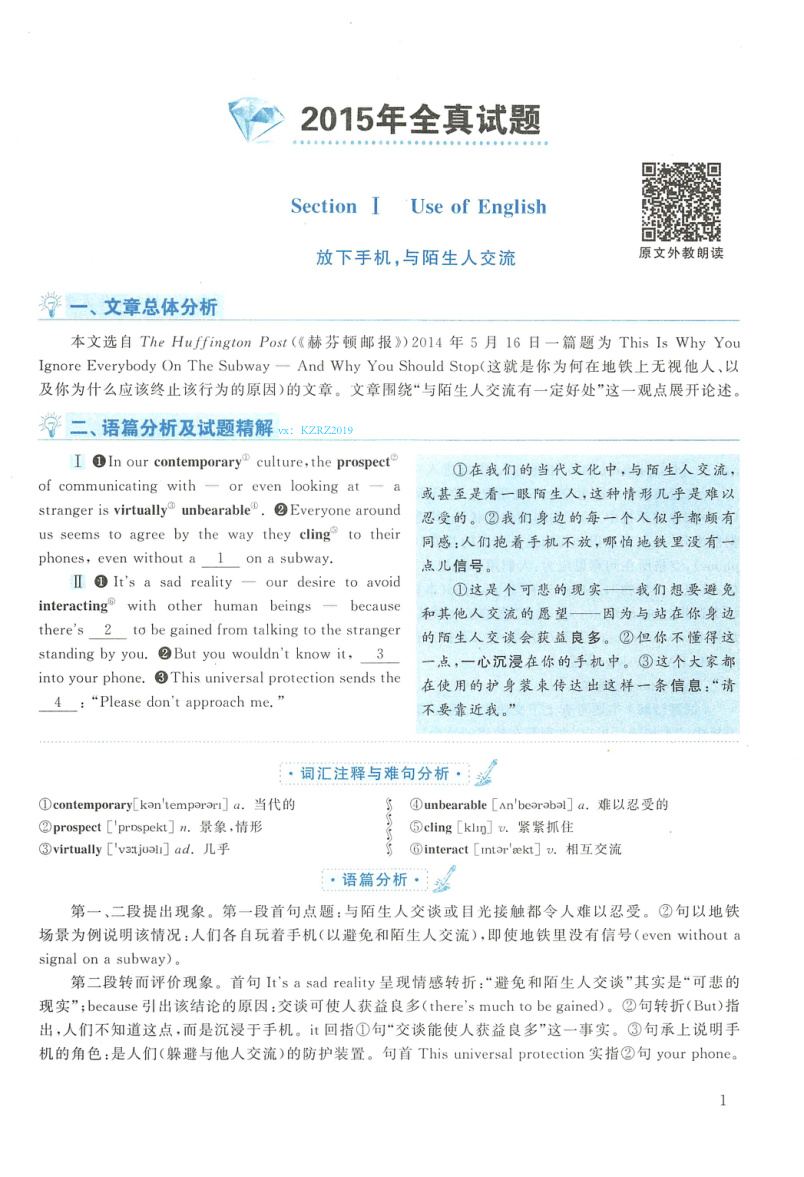 2015年全真试题
Section Ⅰ Use of English
原文外教朗读
放下手机,与陌生人交流
一、文章总体分析
本文选自 The Huffington Post(《赫芬顿邮报》)2014 年 5 月 16 日一篇题为 This Is Why You
Ignore Everybody On The Subway — And Why You Should Stop(这就是你为何在地铁上无视他人、以
及你为什么应该终止该行为的原因)的文章。文章围绕“与陌生人交流有一定好处”这一观点展开论述。
二、语篇分析及试题精解 vx: KZRZ2019
Ⅰ ❶In our contemporary① culture, the prospect②
of communicating with — or even looking at — a
stranger is virtually③ unbearable④. ❷Everyone around
us seems to agree by the way they cling⑤ to their
phones, even without a 1 on a subway.
Ⅱ ❶ It's a sad reality — our desire to avoid
interacting⑥ with other human beings — because
there's 2 to be gained from talking to the stranger
standing by you. ❷But you wouldn't know it, 3
into your phone. ❸This universal protection sends the
4 : “Please don't approach me.”
①在我们的当代文化中,与陌生人交流,
或甚至是看一眼陌生人,这种情形几乎是难以
忍受的。②我们身边的每一个人似乎都颇有
同感:人们抱着手机不放,哪怕地铁里没有一
点儿信号。
①这是个可悲的现实——我们想要避免
和其他人交流的愿望——因为与站在你身边
的陌生人交谈会获益良多。②但你不懂得这
一点,一心沉浸在你的手机中。③这个大家都
在使用的护身装束传达出这样一条信息:“请
不要靠近我。”
·词汇注释与难句分析·
①contemporary[kən'tempərərɪ] a. 当代的
②prospect ['prɒspekt] n. 景象,情形
③virtually ['vɜːtjʊəlɪ] ad. 几乎
④unbearable [ʌn'beərəbəl] a. 难以忍受的
⑤cling [klɪŋ] v. 紧紧抓住
⑥interact [ɪntər'ækt] v. 相互交流
·语篇分析·
第一、二段提出现象。第一段首句点题:与陌生人交谈或目光接触都令人难以忍受。②句以地铁
场景为例说明该情况:人们各自玩着手机(以避免和陌生人交流),即使地铁里没有信号(even without a
signal on a subway)。
第二段转而评价现象。首句 It's a sad reality 呈现情感转折:“避免和陌生人交谈”其实是“可悲的
现实”;because 引出该结论的原因:交谈可使人获益良多(there's much to be gained)。②句转折(But)指
出,人们不知道这点,而是沉浸于手机。it 回指①句“交谈能使人获益良多”这一事实。③句承上说明手
机的角色:是人们(躲避与他人交流)的防护装置。句首 This universal protection 实指②句 your phone。
1